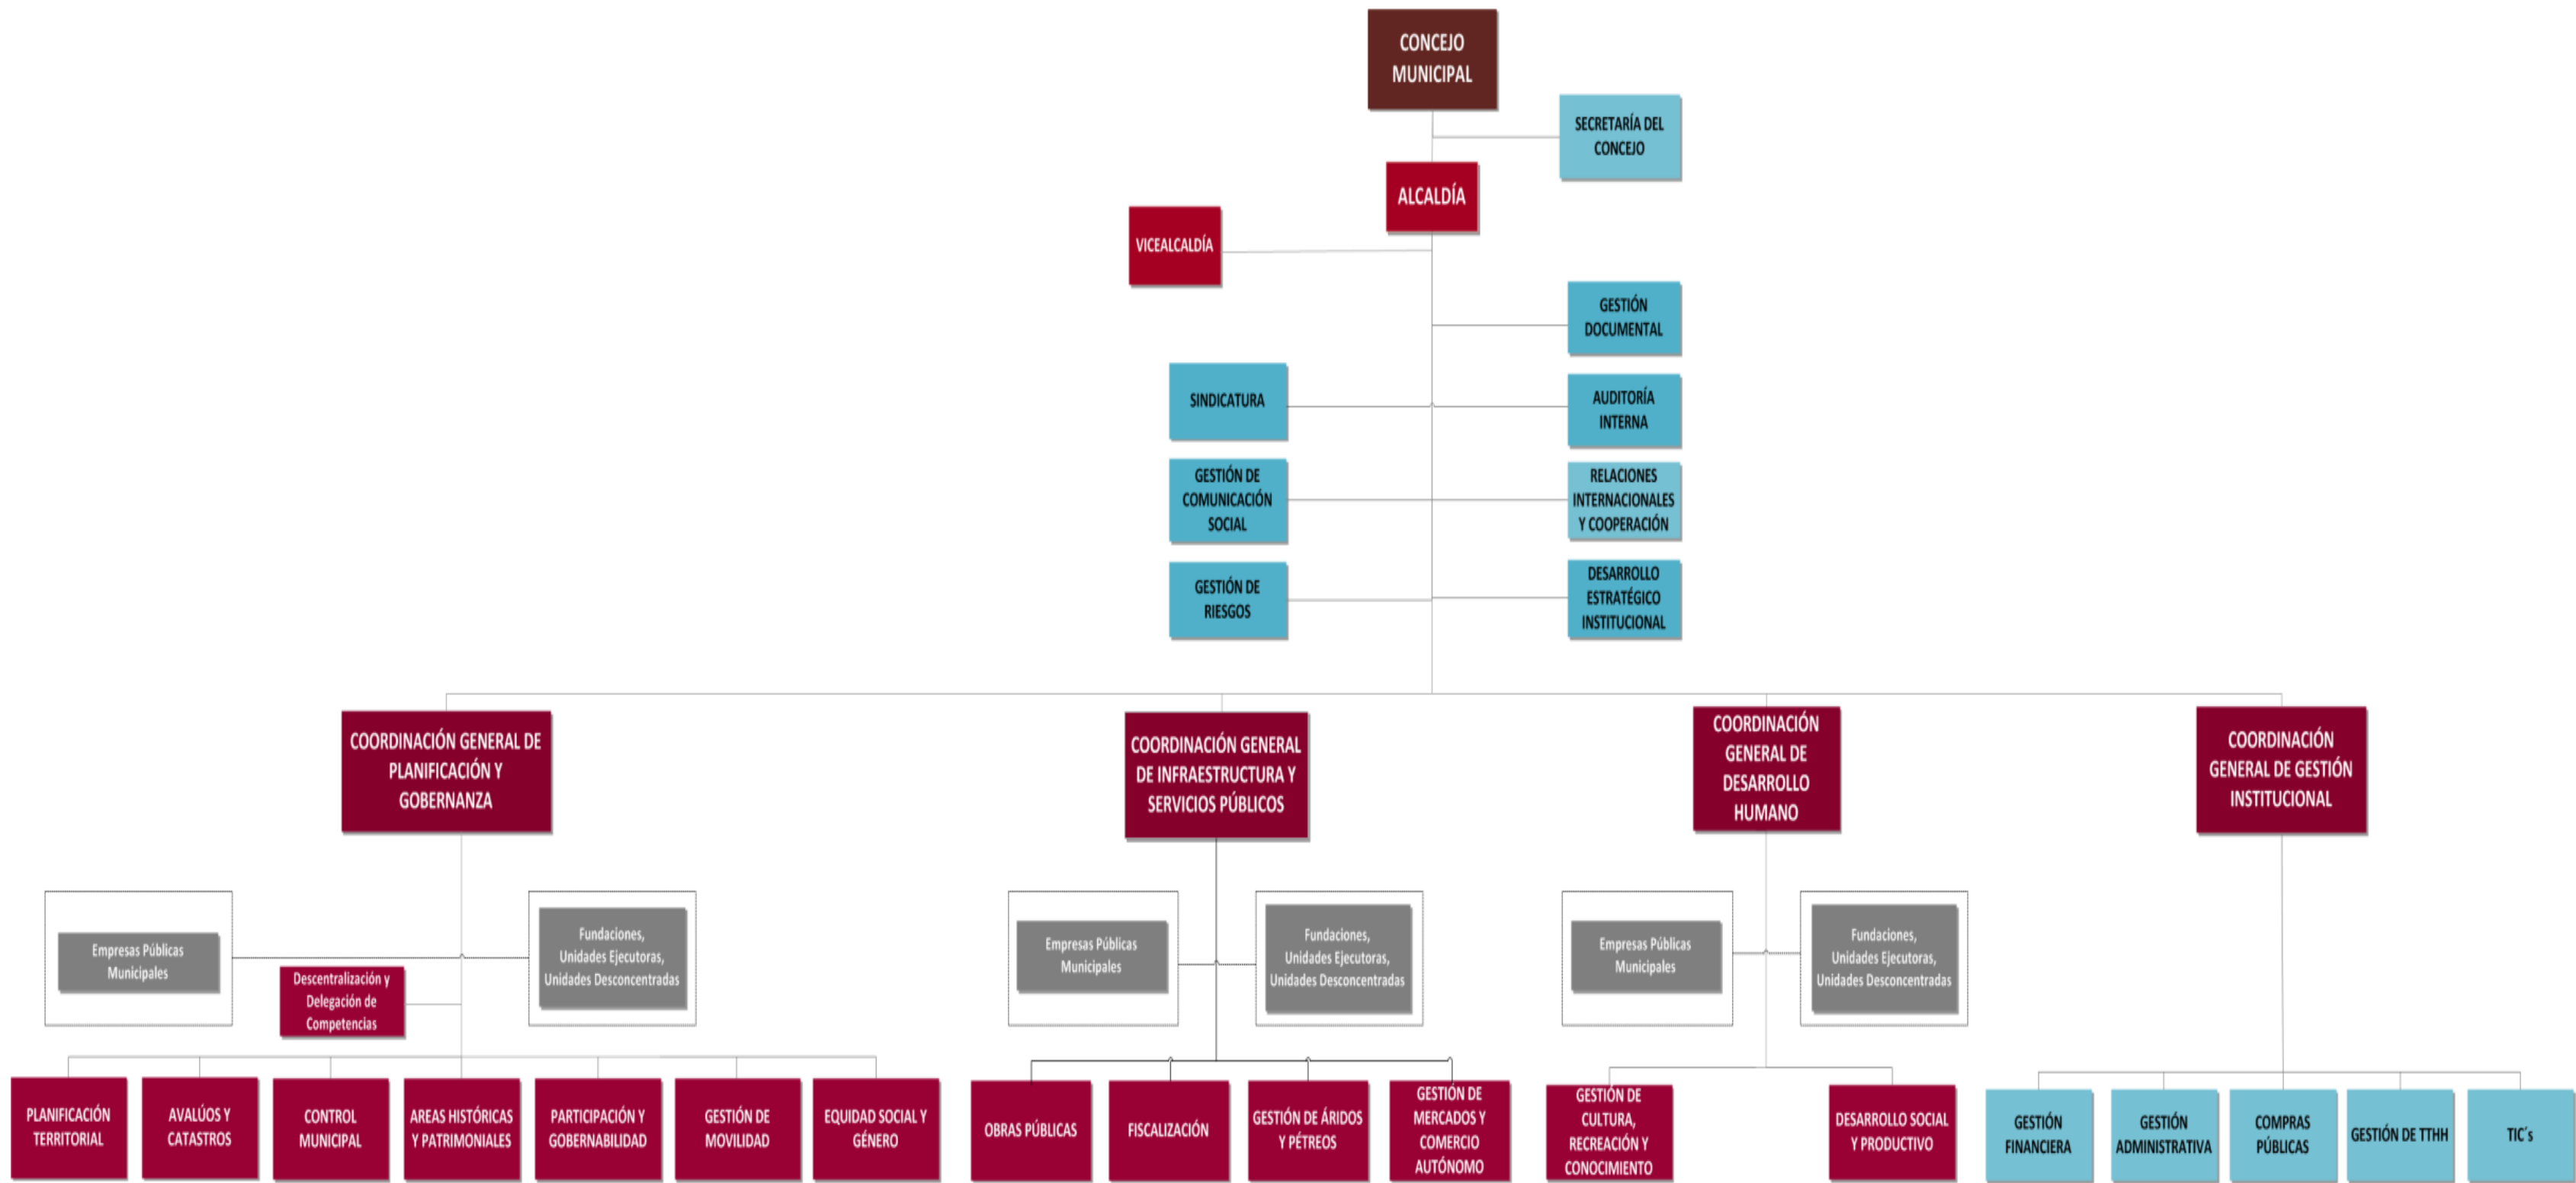 CONCEJO
MUNICIPAL
SECRETARÍA DEL
CONCEJO
ALCALDÍA
VICEALCALDÍA
GESTIÓN
DOCUMENTAL
SINDICATURA
AUDITORÍA
INTERNA
GESTIÓN DE
COMUNICACIÓN
SOCIAL
RELACIONES
INTERNACIONALES
Y COOPERACIÓN
GESTIÓN DE
RIESGOS
DESARROLLO
ESTRATÉGICO
INSTITUCIONAL
COORDINACIÓN GENERAL DE
PLANIFICACIÓN Y
GOBERNANZA
COORDINACIÓN GENERAL
DE INFRAESTRUCTURA Y
SERVICIOS PÚBLICOS
COORDINACIÓN
GENERAL DE
DESARROLLO
HUMANO
COORDINACIÓN
GENERAL DE GESTIÓN
INSTITUCIONAL
Empresas Públicas
Municipales
Fundaciones,
Unidades Ejecutoras,
Unidades Desconcentradas
Descentralización y
Delegación de
Competencias
Empresas Públicas
Municipales
Fundaciones,
Unidades Ejecutoras,
Unidades Desconcentradas
Empresas Públicas
Municipales
Fundaciones,
Unidades Ejecutoras,
Unidades Desconcentradas
PLANIFICACIÓN
TERRITORIAL
AVALÚOS Y
CATASTROS
CONTROL
MUNICIPAL
AREAS HISTÓRICAS
Y PATRIMONIALES
PARTICIPACIÓN Y
GOBERNABILIDAD
GESTIÓN DE
MOVILIDAD
EQUIDAD SOCIAL Y
GÉNERO
OBRAS PÚBLICAS
FISCALIZACIÓN
GESTIÓN DE ÁRIDOS
Y PÉTREOS
GESTIÓN DE
MERCADOS Y
COMERCIO
AUTÓNOMO
GESTIÓN DE
CULTURA,
RECREACIÓN Y
CONOCIMIENTO
DESARROLLO SOCIAL
Y PRODUCTIVO
GESTIÓN
FINANCIERA
GESTIÓN
ADMINISTRATIVA
COMPRAS
PÚBLICAS
GESTIÓN DE TTHH
TIC´s